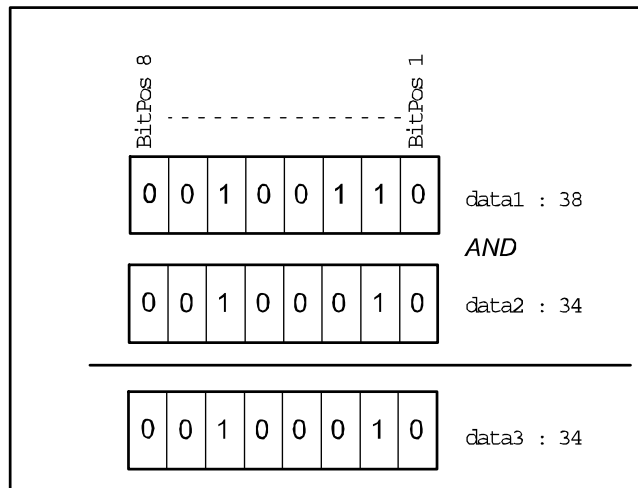 BitPos 8
BitPos 1
0 0 1 0 0 1 1 0 data1 : 38
AND
0 0 1 0 0 0 1 0 data2 : 34
0 0 1 0 0 0 1 0 data3 : 34